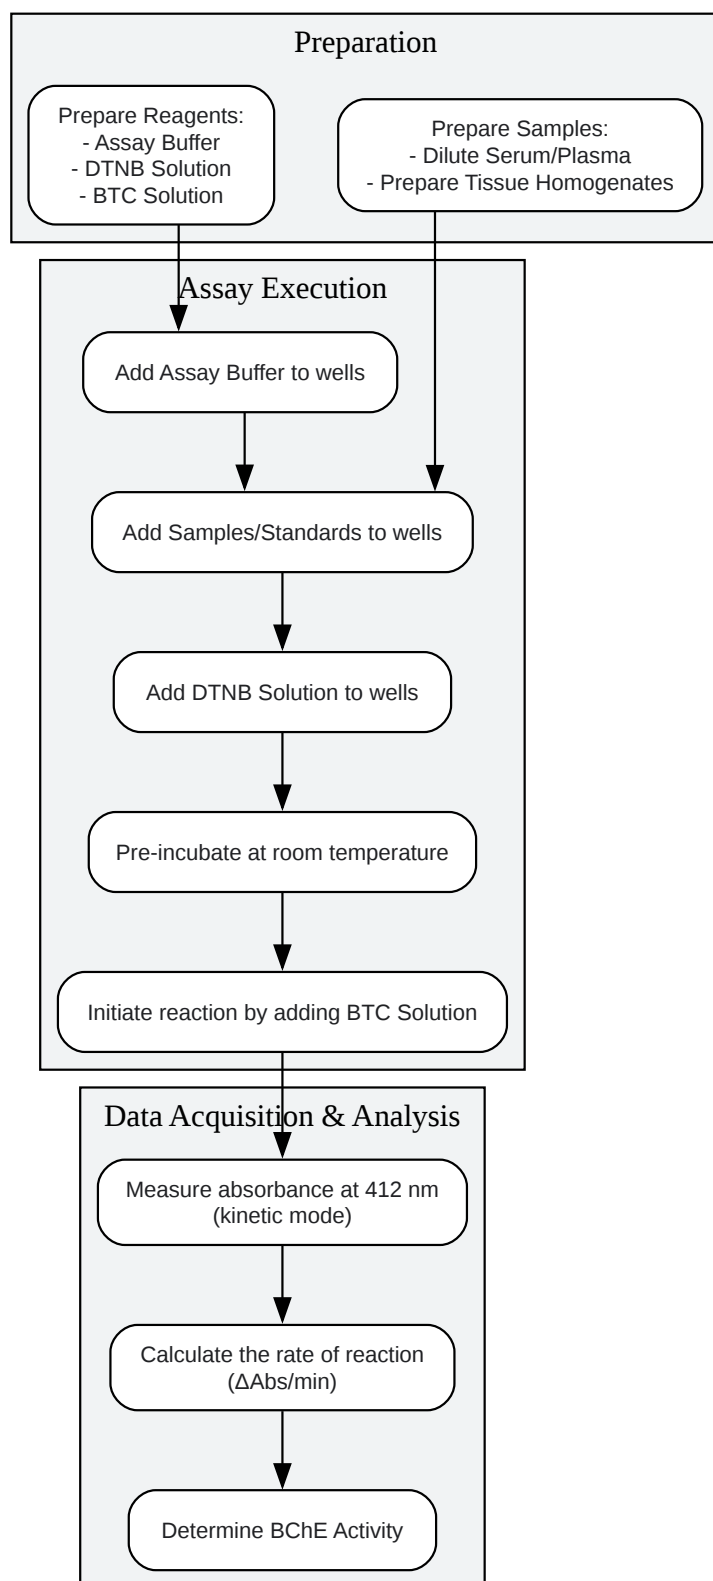 Preparation
Prepare Reagents:
- Assay Buffer
- DTNB Solution
- BTC Solution
Prepare Samples:
- Dilute Serum/Plasma
- Prepare Tissue Homogenates
Assay Execution
Add Assay Buffer to wells
Add Samples/Standards to wells
Add DTNB Solution to wells
Pre-incubate at room temperature
Initiate reaction by adding BTC Solution
Data Acquisition & Analysis
Measure absorbance at 412 nm
(kinetic mode)
Calculate the rate of reaction
(ΔAbs/min)
Determine BChE Activity